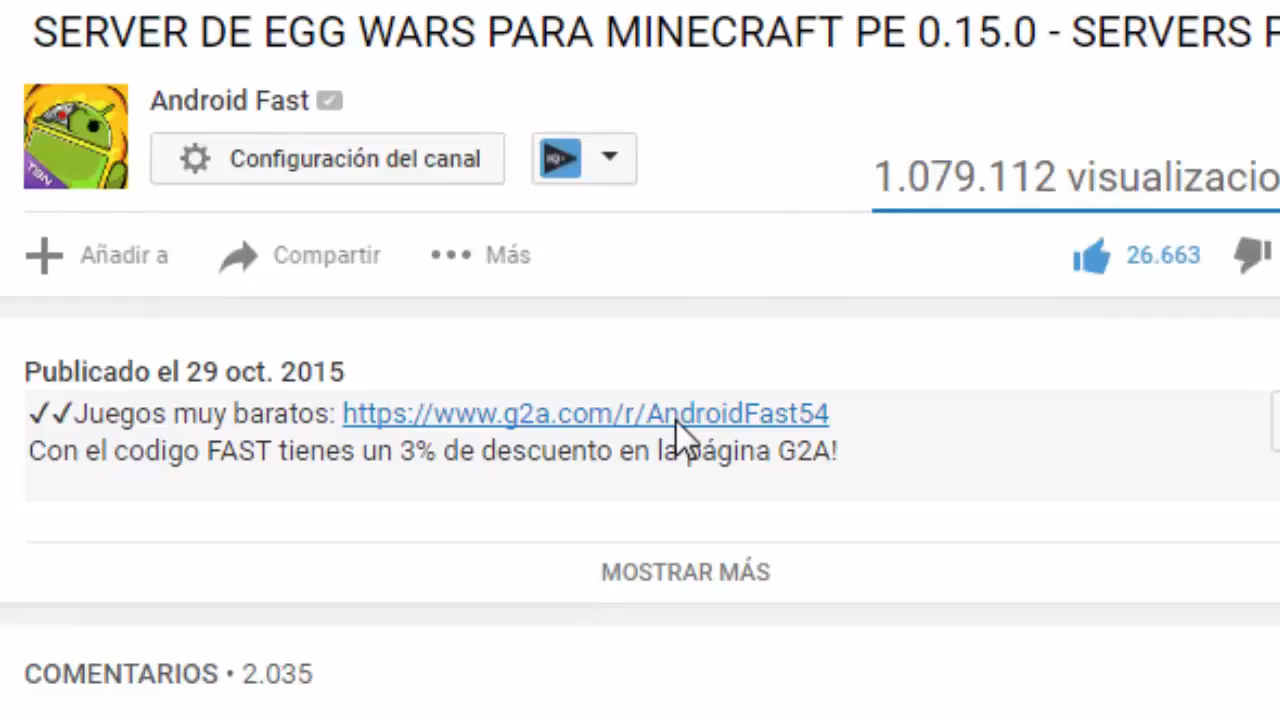 SERVER DE EGG WARS PARA MINECRAFT PE 0.15.0 - SERVERS
Android Fast
TGN
Configuración del canal
HQ
1.079.112 visualizacio
Añadir a
Compartir
Más
26.663
Publicado el 29 oct. 2015
✓✓Juegos muy baratos: https://www.g2a.com/r/AndroidFast54
Con el codigo FAST tienes un 3% de descuento en la página G2A!
MOSTRAR MÁS
COMENTARIOS • 2.035